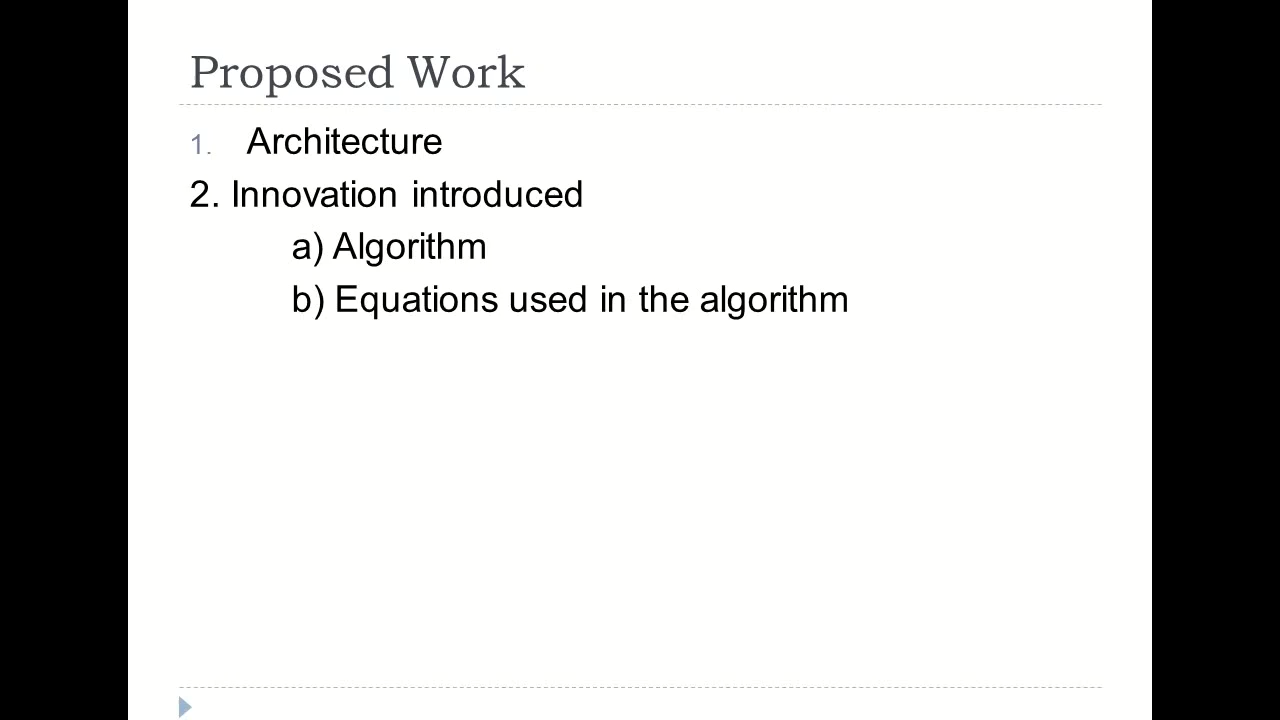 Proposed Work
1. Architecture
2. Innovation introduced
a) Algorithm
b) Equations used in the algorithm